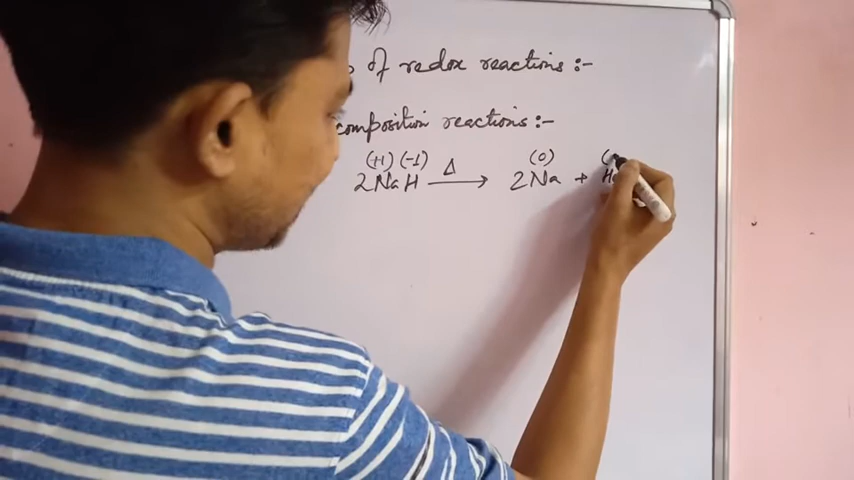 of redox reactions :-
composition reactions :-
(+1) (-1) Δ (0) (
2NaH ⟶ 2Na + H